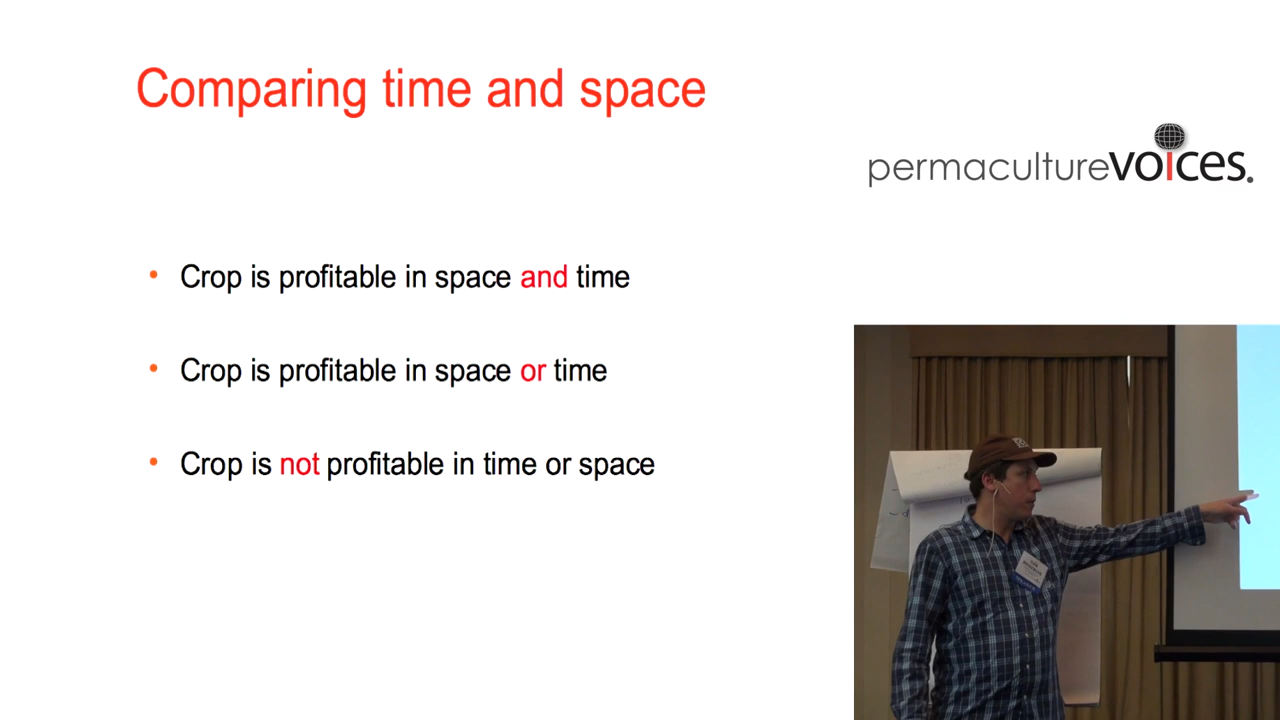 Comparing time and space
permaculturevoices.
• Crop is profitable in space and time
• Crop is profitable in space or time
• Crop is not profitable in time or space